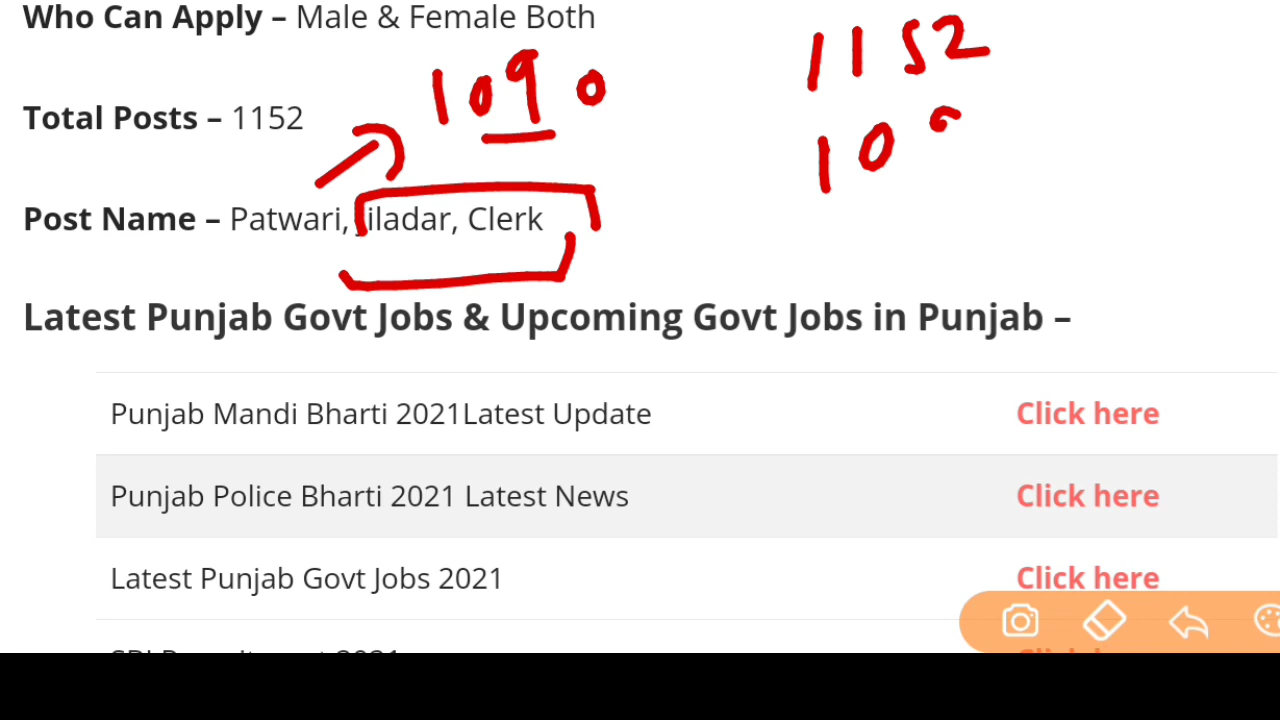 Who Can Apply – Male & Female Both
1152
1090
Total Posts – 1152
10
Post Name – Patwari, Jiladar, Clerk
Latest Punjab Govt Jobs & Upcoming Govt Jobs in Punjab –
Punjab Mandi Bharti 2021Latest Update Click here
Punjab Police Bharti 2021 Latest News Click here
Latest Punjab Govt Jobs 2021 Click here